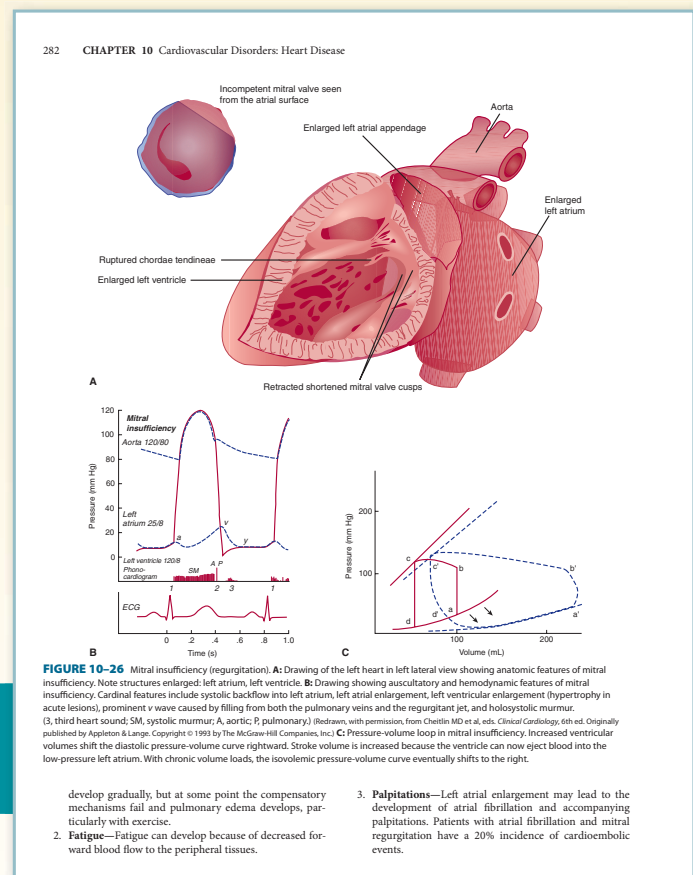 282 CHAPTER 10 Cardiovascular Disorders: Heart Disease
Incompetent mitral valve seen
from the atrial surface
Aorta
Enlarged left atrial appendage
Enlarged
left atrium
Ruptured chordae tendineae
Enlarged left ventricle
Retracted shortened mitral valve cusps
A
Pressure (mm Hg)
120
100
80
60
40
20
0
Mitral
insufficiency
Aorta 120/80
Left
atrium 25/8
a
v
y
Left ventricle 120/8
Phono-
cardiogram
SM
A P
1
2
3
1
ECG
0 .2 .4 .6 .8 1.0
Time (s)
B
Pressure (mm Hg)
200
100
c
c'
b
b'
a
a'
d
d'
100 200
Volume (mL)
C
FIGURE 10–26 Mitral insufficiency (regurgitation). A: Drawing of the left heart in left lateral view showing anatomic features of mitral
insufficiency. Note structures enlarged: left atrium, left ventricle. B: Drawing showing auscultatory and hemodynamic features of mitral
insufficiency. Cardinal features include systolic backflow into left atrium, left atrial enlargement, left ventricular enlargement (hypertrophy in
acute lesions), prominent v wave caused by filling from both the pulmonary veins and the regurgitant jet, and holosystolic murmur.
(3, third heart sound; SM, systolic murmur; A, aortic; P, pulmonary.) (Redrawn, with permission, from Cheitlin MD et al, eds. Clinical Cardiology, 6th ed. Originally
published by Appleton & Lange. Copyright © 1993 by The McGraw-Hill Companies, Inc.) C: Pressure-volume loop in mitral insufficiency. Increased ventricular
volumes shift the diastolic pressure-volume curve rightward. Stroke volume is increased because the ventricle can now eject blood into the
low-pressure left atrium. With chronic volume loads, the isovolemic pressure-volume curve eventually shifts to the right.
develop gradually, but at some point the compensatory
mechanisms fail and pulmonary edema develops, par-
ticularly with exercise.
2. Fatigue—Fatigue can develop because of decreased for-
ward blood flow to the peripheral tissues.
3. Palpitations—Left atrial enlargement may lead to the
development of atrial fibrillation and accompanying
palpitations. Patients with atrial fibrillation and mitral
regurgitation have a 20% incidence of cardioembolic
events.